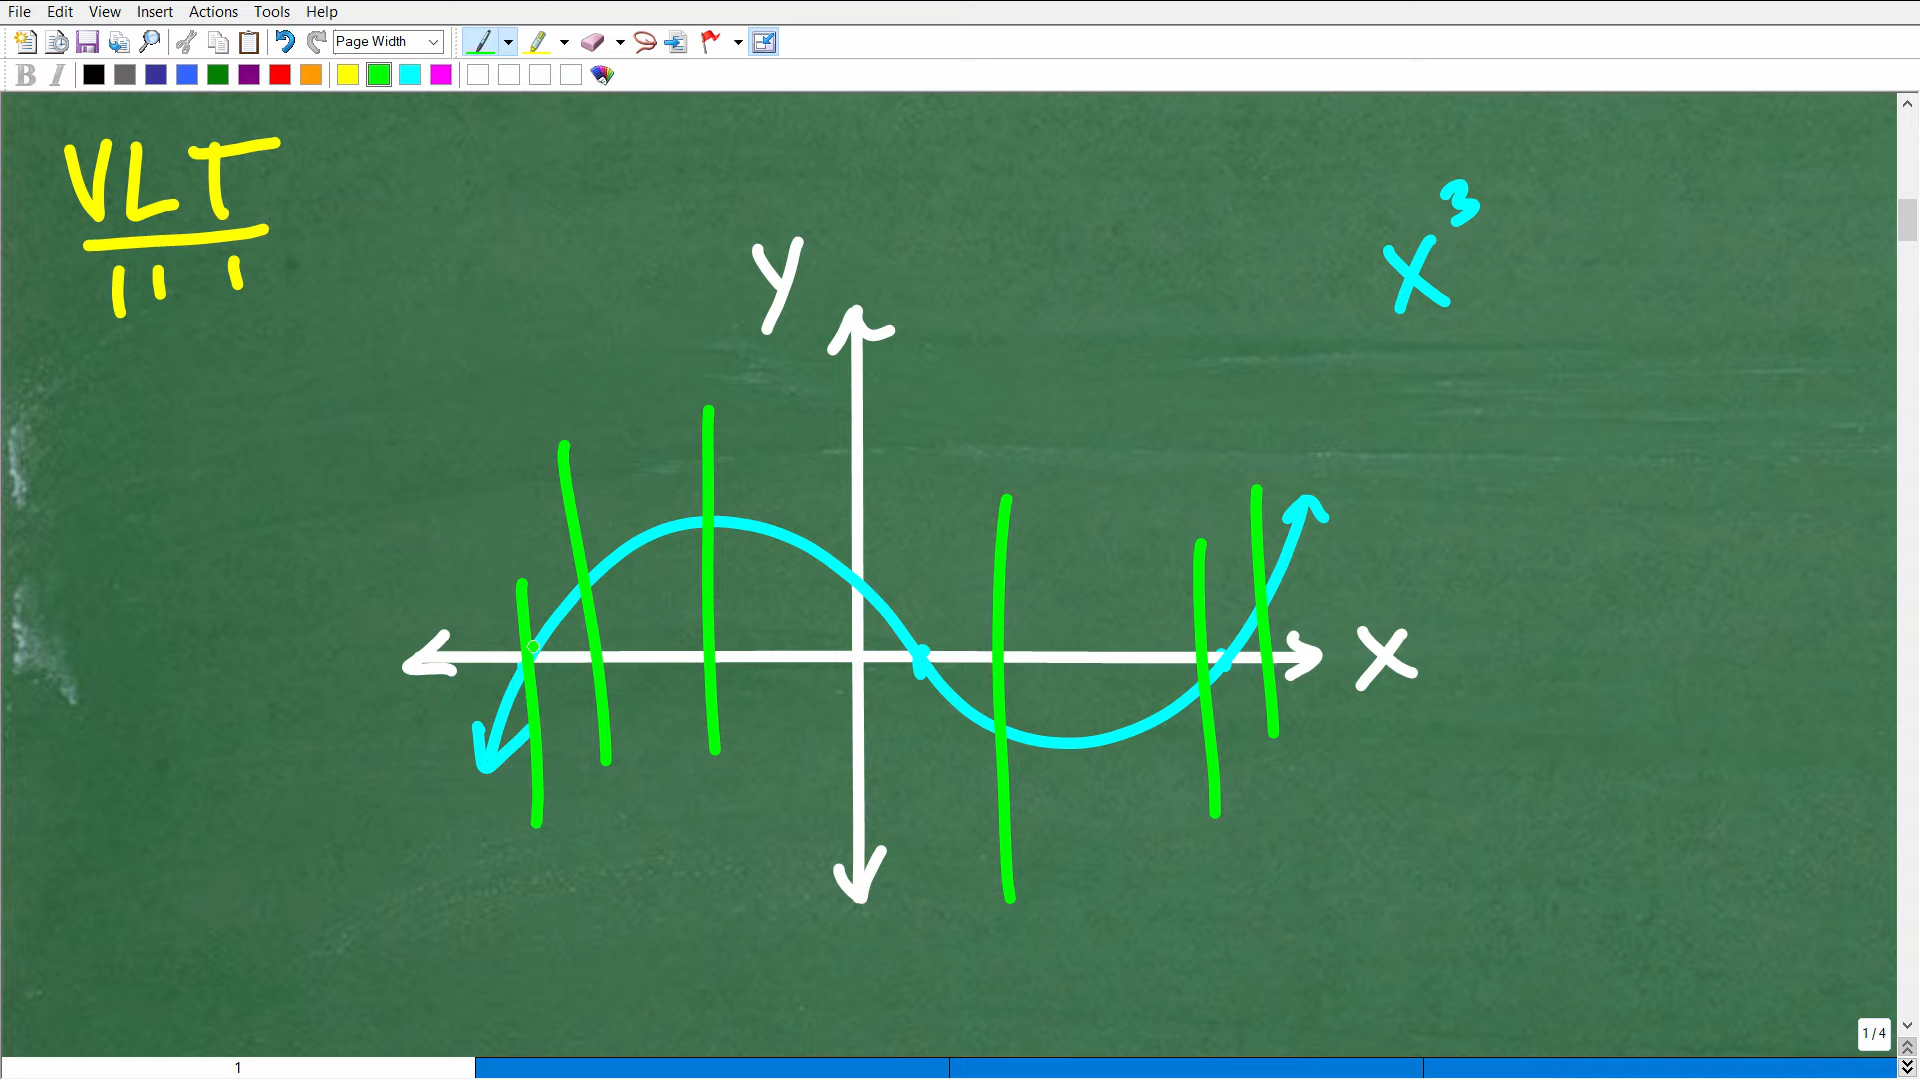 File Edit View Insert Actions Tools Help
Page Width
B I
VLT
x³
y
x
1 / 4
1